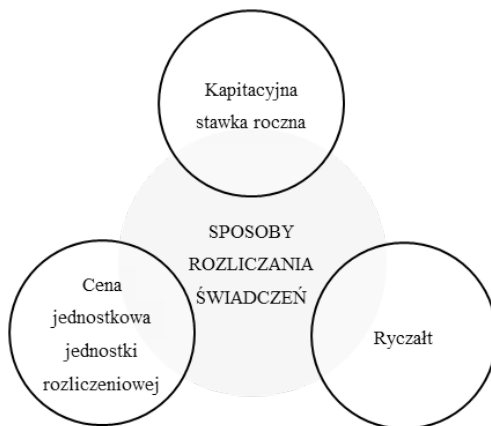 Kapitacyjna
stawka roczna
SPOSOBY
ROZLICZANIA
ŚWIADCZEŃ
Cena
jednostkowa
jednostki
rozliczeniowej
Ryczałt